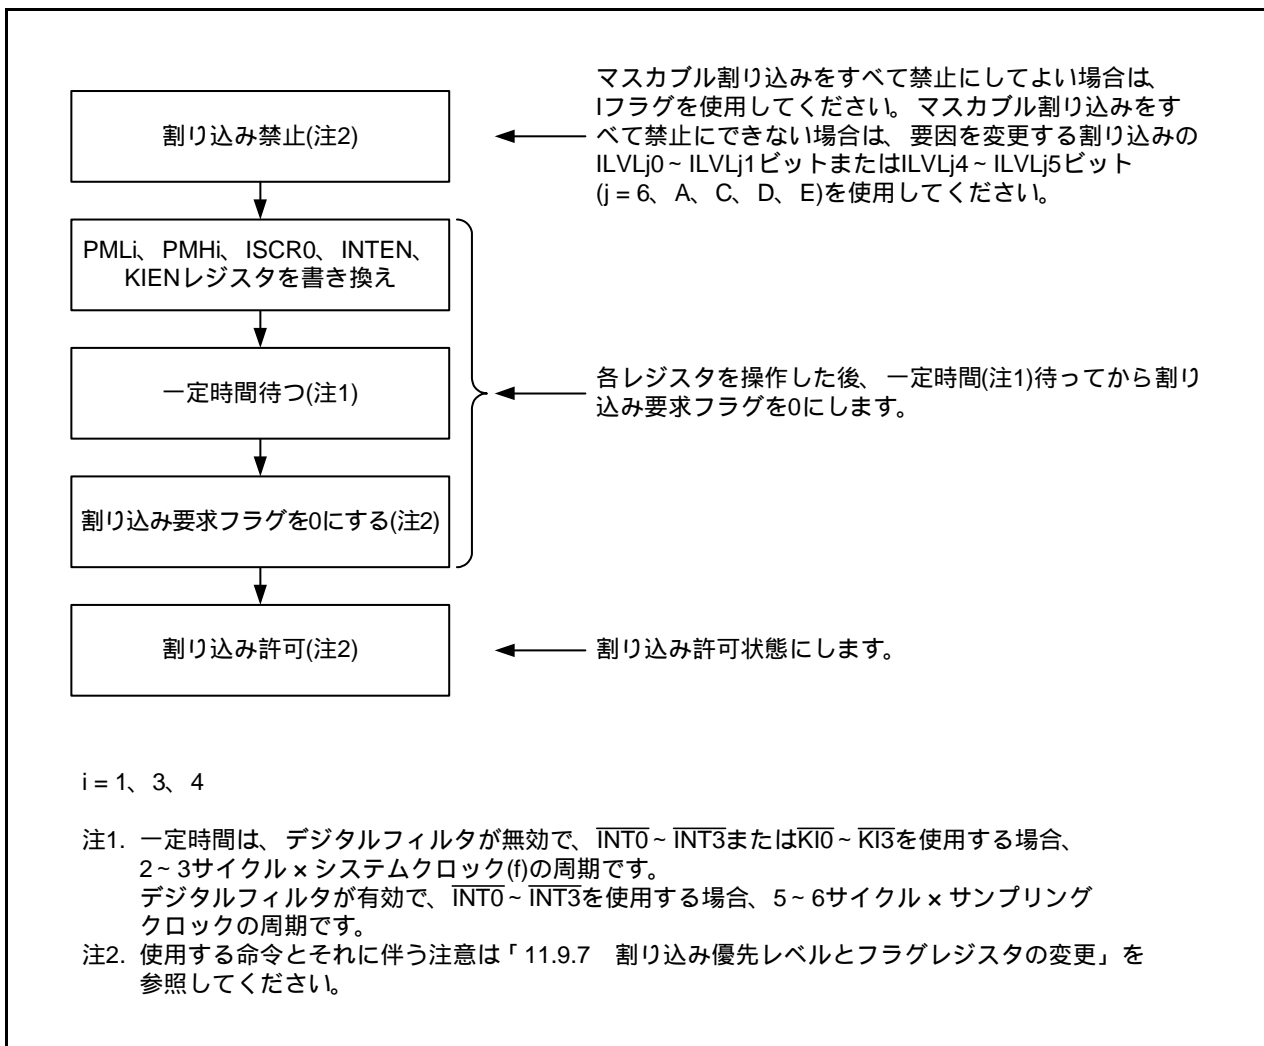 割り込み禁止(注2)
マスカブル割り込みをすべて禁止にしてよい場合は、
Iフラグを使用してください。マスカブル割り込みをす
べて禁止にできない場合は、要因を変更する割り込みの
ILVLj0~ILVLj1ビットまたはILVLj4~ILVLj5ビット
(j = 6、A、C、D、E)を使用してください。
PMLi、PMHi、ISCR0、INTEN、
KIENレジスタを書き換え
一定時間待つ(注1)
各レジスタを操作した後、一定時間(注1)待ってから割り
込み要求フラグを0にします。
割り込み要求フラグを0にする(注2)
割り込み許可(注2)
割り込み許可状態にします。
i = 1、3、4
注1. 一定時間は、デジタルフィルタが無効で、I̅N̅T̅0̅~I̅N̅T̅3̅またはK̅I̅0̅~K̅I̅3̅を使用する場合、
2~3サイクル × システムクロック(f)の周期です。
デジタルフィルタが有効で、I̅N̅T̅0̅~I̅N̅T̅3̅を使用する場合、5~6サイクル × サンプリング
クロックの周期です。
注2. 使用する命令とそれに伴う注意は「11.9.7 割り込み優先レベルとフラグレジスタの変更」を
参照してください。